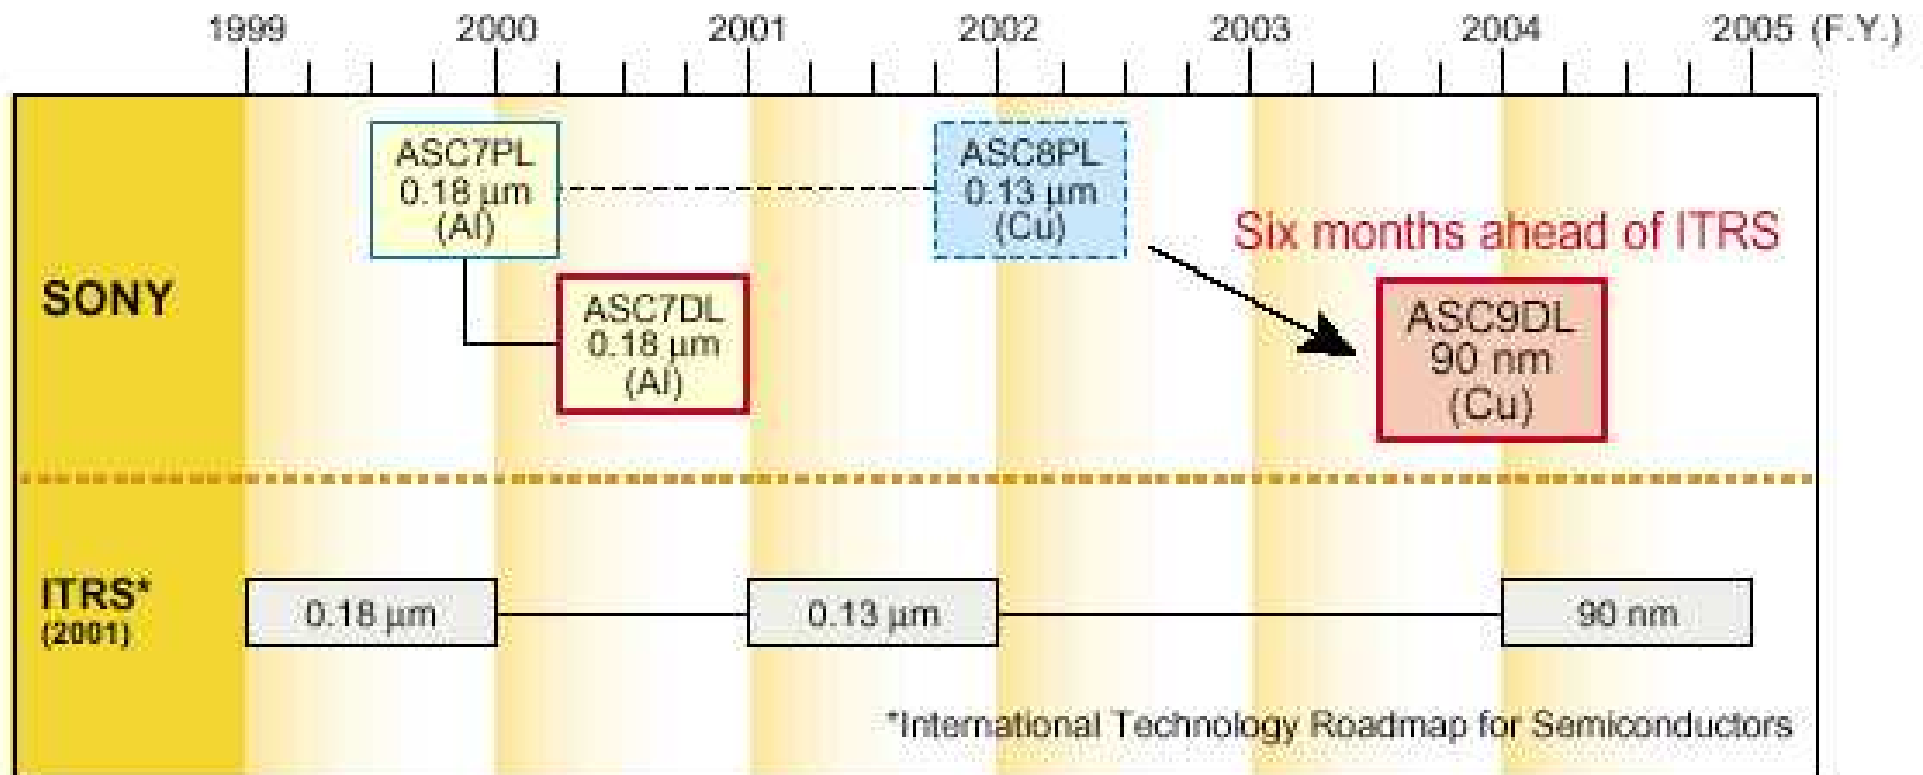 1999 2000 2001 2002 2003 2004 2005 (F.Y.)
SONY
ASC7PL
0.18 µm
(Al)
ASC7DL
0.18 µm
(Al)
ASC8PL
0.13 µm
(Cu)
Six months ahead of ITRS
ASC9DL
90 nm
(Cu)
ITRS*
(2001)
0.18 µm
0.13 µm
90 nm
*International Technology Roadmap for Semiconductors